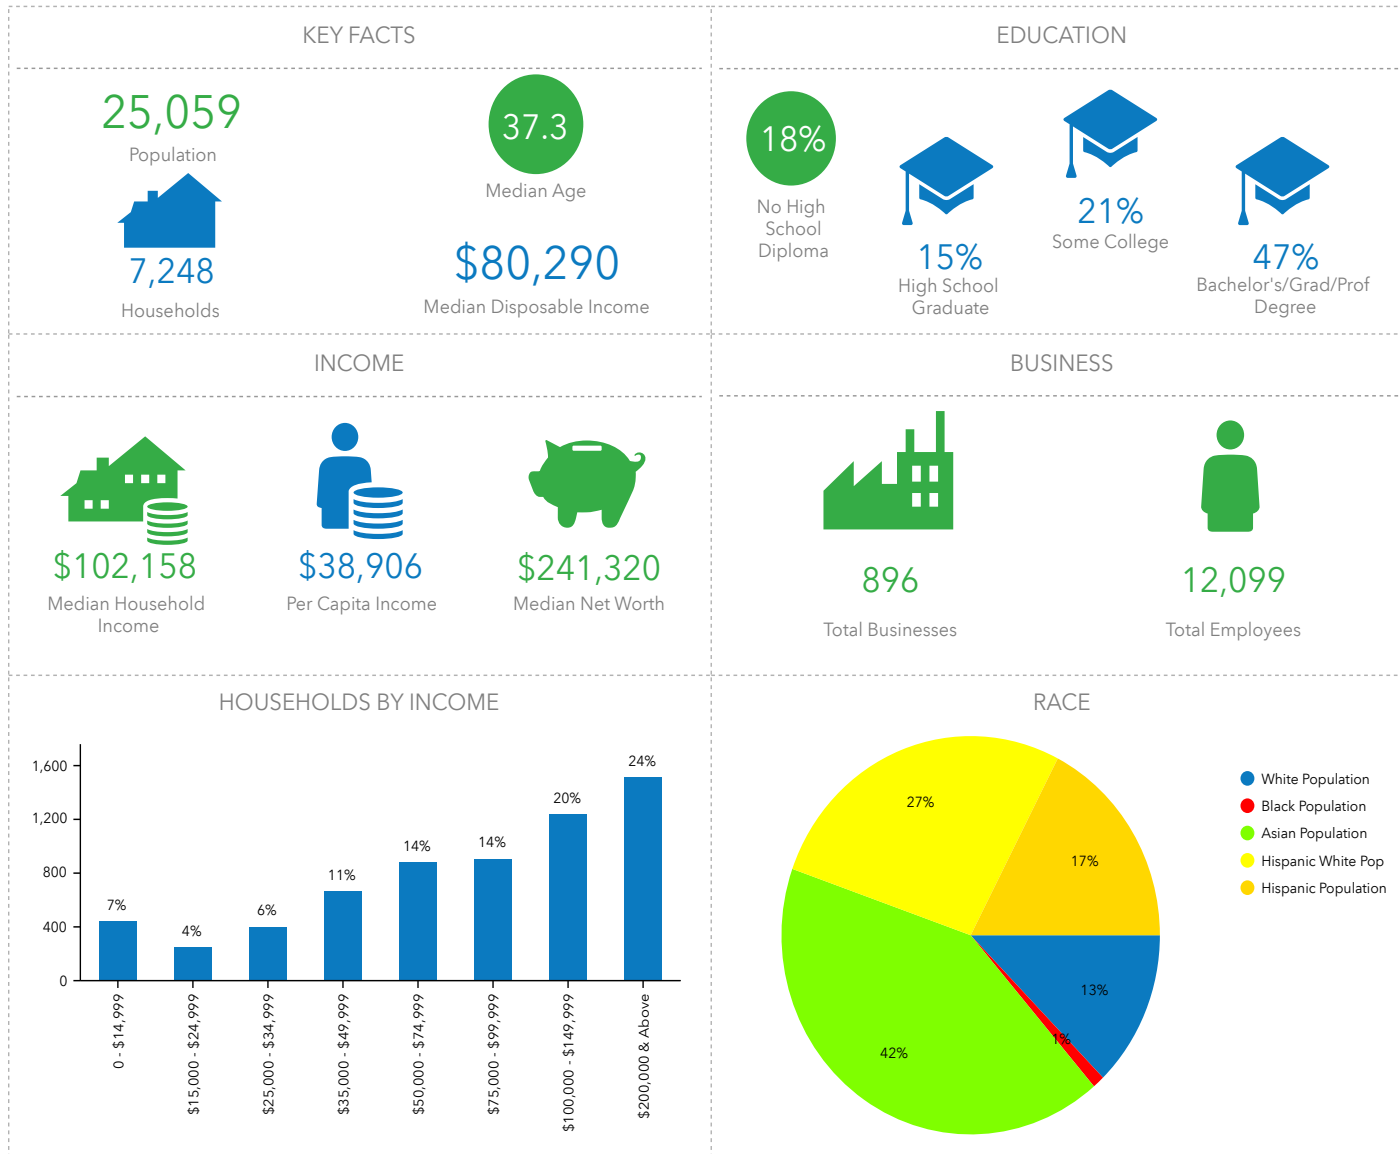 KEY FACTS
25,059
Population
7,248
Households
37.3
Median Age
$80,290
Median Disposable Income
EDUCATION
18%
No High
School
Diploma
15%
High School
Graduate
21%
Some College
47%
Bachelor's/Grad/Prof
Degree
INCOME
$102,158
Median Household
Income
$38,906
Per Capita Income
$241,320
Median Net Worth
BUSINESS
896
Total Businesses
12,099
Total Employees
HOUSEHOLDS BY INCOME
1,600
1,200
800
400
0
7%
4%
6%
11%
14%
14%
20%
24%
0 - $14,999
$15,000 - $24,999
$25,000 - $34,999
$35,000 - $49,999
$50,000 - $74,999
$75,000 - $99,999
$100,000 - $149,999
$200,000 & Above
RACE
27%
17%
13%
1%
42%
White Population
Black Population
Asian Population
Hispanic White Pop
Hispanic Population